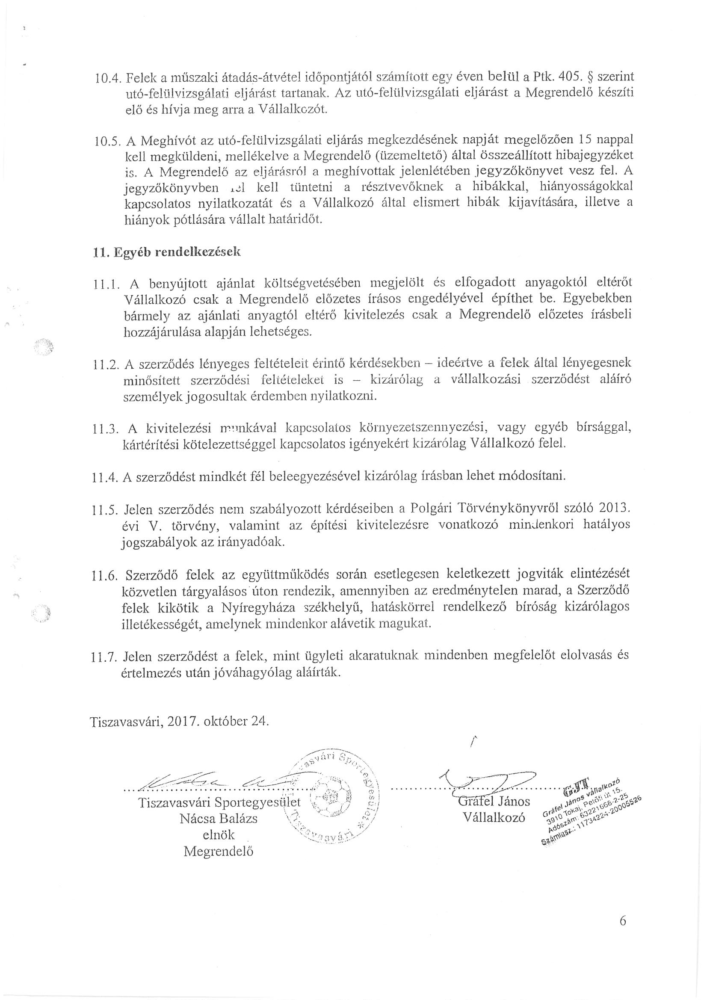 10.4. Felek a műszaki átadás-átvétel időpontjától számított egy éven belül a Ptk. 405. § szerint
utó-felülvizsgálati eljárást tartanak. Az utó-felülvizsgálati eljárást a Megrendelő készíti
elő és hívja meg arra a Vállalkozót.
10.5. A Meghívót az utó-felülvizsgálati eljárás megkezdésének napját megelőzően 15 nappal
kell megküldeni, mellékelve a Megrendelő (üzemeltető) által összeállított hibajegyzéket
is. A Megrendelő az eljárásról a meghívottak jelenlétében jegyzőkönyvet vesz fel. A
jegyzőkönyvben fel kell tüntetni a résztvevőknek a hibákkal, hiányosságokkal
kapcsolatos nyilatkozatát és a Vállalkozó által elismert hibák kijavítására, illetve a
hiányok pótlására vállalt határidőt.
11. Egyéb rendelkezések
11.1. A benyújtott ajánlat költségvetésében megjelölt és elfogadott anyagoktól eltérőt
Vállalkozó csak a Megrendelő előzetes írásos engedélyével építhet be. Egyebekben
bármely az ajánlati anyagtól eltérő kivitelezés csak a Megrendelő előzetes írásbeli
hozzájárulása alapján lehetséges.
11.2. A szerződés lényeges feltételeit érintő kérdésekben – ideértve a felek által lényegesnek
minősített szerződési feltételeket is – kizárólag a vállalkozási szerződést aláíró
személyek jogosultak érdemben nyilatkozni.
11.3. A kivitelezési munkával kapcsolatos környezetszennyezési, vagy egyéb bírsággal,
kártérítési kötelezettséggel kapcsolatos igényekért kizárólag Vállalkozó felel.
11.4. A szerződést mindkét fél beleegyezésével kizárólag írásban lehet módosítani.
11.5. Jelen szerződés nem szabályozott kérdéseiben a Polgári Törvénykönyvről szóló 2013.
évi V. törvény, valamint az építési kivitelezésre vonatkozó mindenkori hatályos
jogszabályok az irányadóak.
11.6. Szerződő felek az együttműködés során esetlegesen keletkezett jogviták elintézését
közvetlen tárgyalásos úton rendezik, amennyiben az eredménytelen marad, a Szerződő
felek kikötik a Nyíregyháza székhelyű, hatáskörrel rendelkező bíróság kizárólagos
illetékességét, amelynek mindenkor alávetik magukat.
11.7. Jelen szerződést a felek, mint ügyleti akaratuknak mindenben megfelelőt elolvasás és
értelmezés után jóváhagyólag aláírták.
Tiszavasvári, 2017. október 24.
Tiszavasvári Sportegyesület
Nácsa Balázs
elnök
Megrendelő
Tiszavasvári Sportegyesület * Tiszavasvári
Gráfel János
Vállalkozó
GJT
Gráfel János vállalkozó
3910 Tokaj, Petőfi út 15.
Adószám: 63221666-2-25
Számlasz.: 11734224-20005526
6